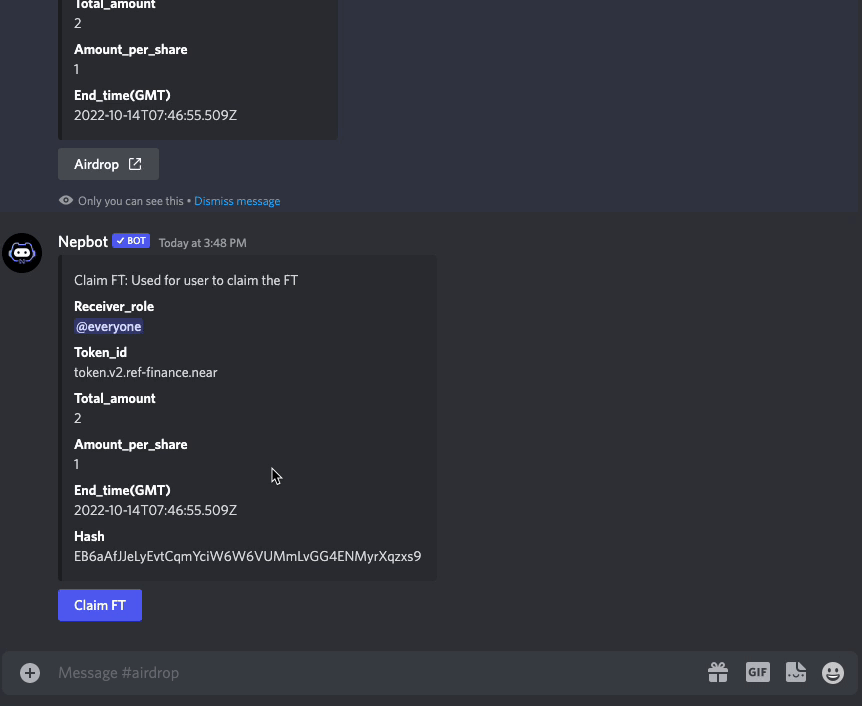 Total_amount
2
Amount_per_share
1
End_time(GMT)
2022-10-14T07:46:55.509Z
Airdrop
Only you can see this • Dismiss message
Nepbot ✓ BOT Today at 3:48 PM
Claim FT: Used for user to claim the FT
Receiver_role
@everyone
Token_id
token.v2.ref-finance.near
Total_amount
2
Amount_per_share
1
End_time(GMT)
2022-10-14T07:46:55.509Z
Hash
EB6aAfJJeLyEvtCqmYciW6W6VUMmLvGG4ENMyrXqzxs9
Claim FT
Message #airdrop
GIF